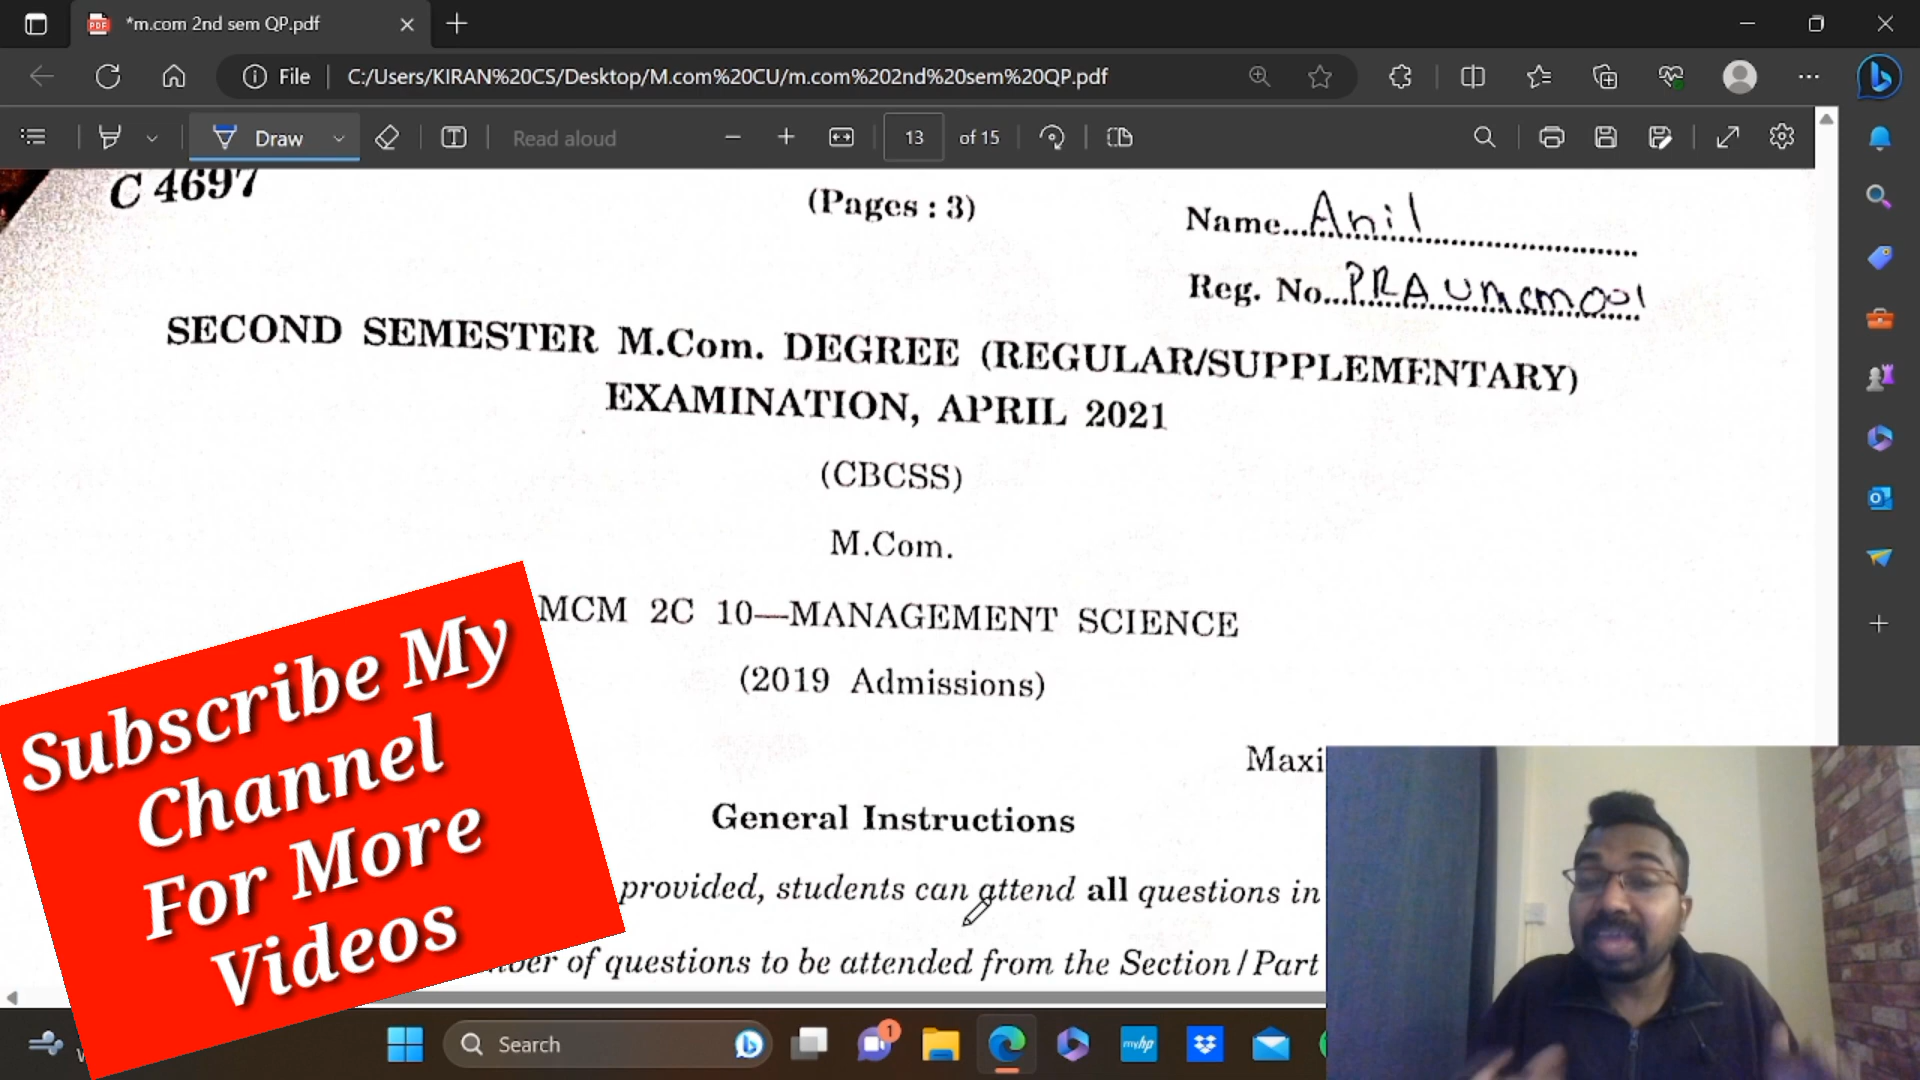 *m.com 2nd sem QP.pdf
File
C:/Users/KIRAN%20CS/Desktop/M.com%20CU/m.com%202nd%20sem%20QP.pdf
Draw
Read aloud
13 of 15
C 4697
(Pages : 3)
Name...Anil
Reg. No...PRAUMCM001
SECOND SEMESTER M.Com. DEGREE (REGULAR/SUPPLEMENTARY)
EXAMINATION, APRIL 2021
(CBCSS)
M.Com.
MCM 2C 10—MANAGEMENT SCIENCE
(2019 Admissions)
General Instructions
provided, students can attend all questions in
of questions to be attended from the Section / Part
Subscribe My
Channel
For More
Videos
Search
1
myhp